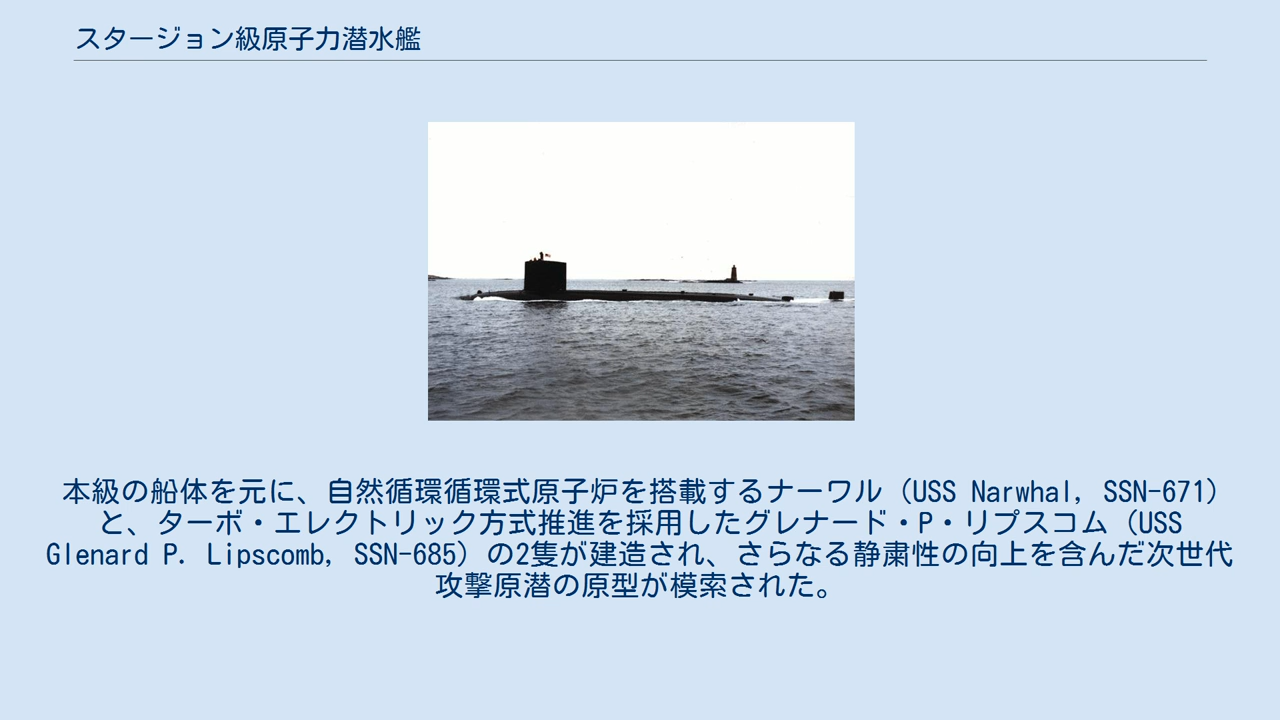 スタージョン級原子力潜水艦
本級の船体を元に、自然循環循環式原子炉を搭載するナーワル（USS Narwhal, SSN-671）
と、ターボ・エレクトリック方式推進を採用したグレナード・P・リプスコム（USS
Glenard P. Lipscomb, SSN-685）の2隻が建造され、さらなる静粛性の向上を含んだ次世代
攻撃原潜の原型が模索された。